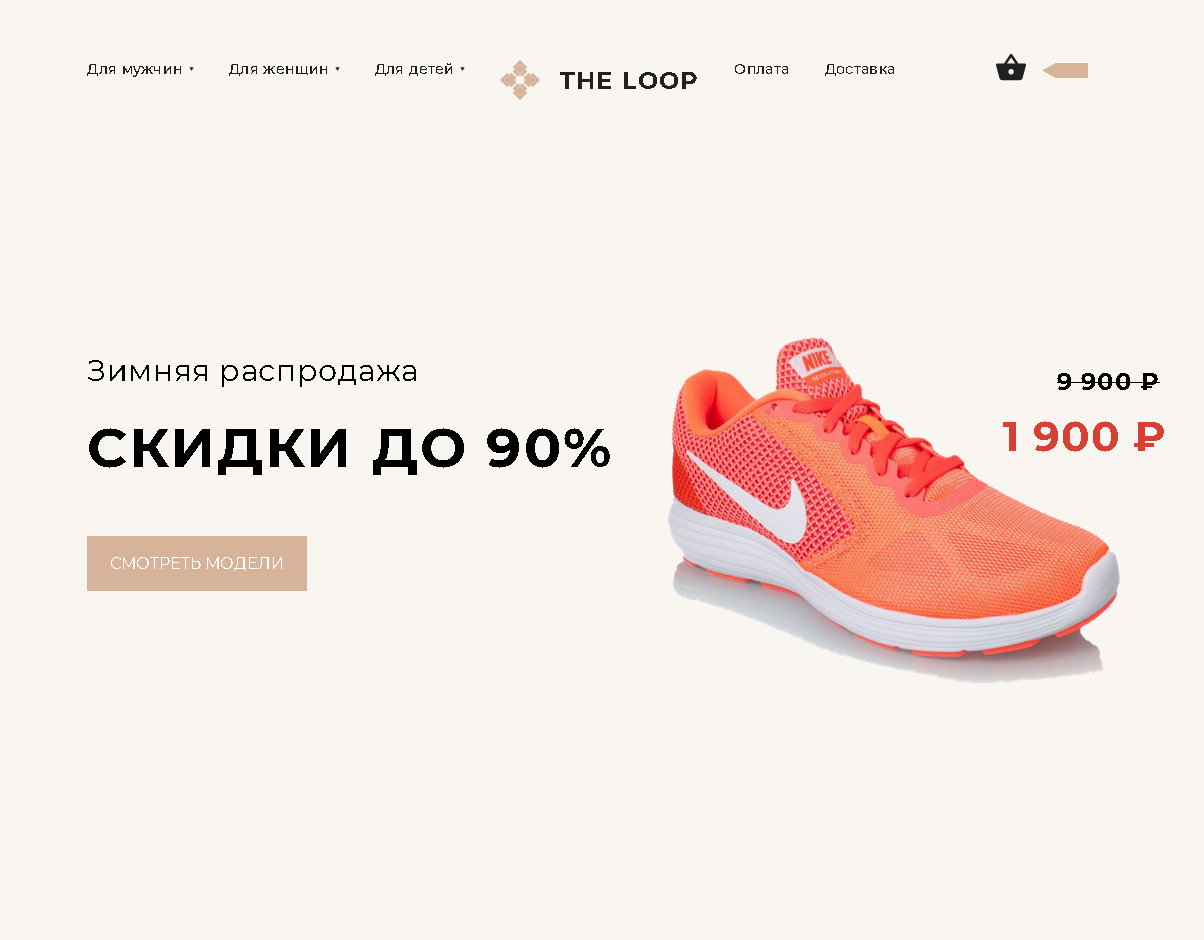 Для мужчин
Для женщин
Для детей
THE LOOP
Оплата
Доставка
Зимняя распродажа
СКИДКИ ДО 90%
СМОТРЕТЬ МОДЕЛИ
NIKE
9 900 ₽
1 900 ₽